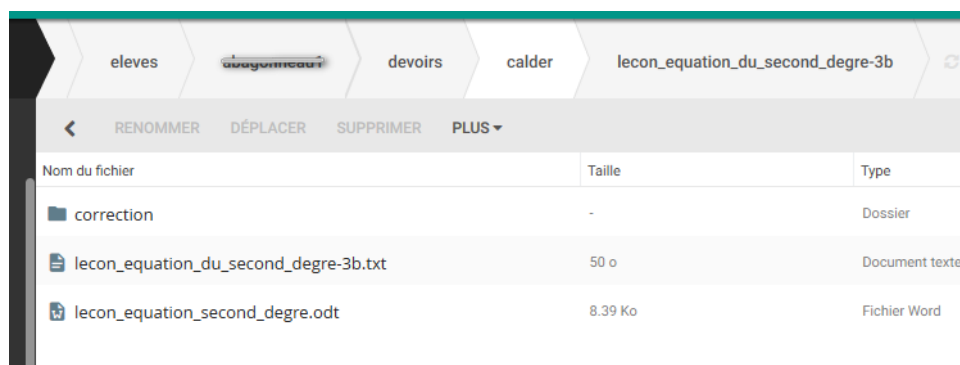 eleves devoirs calder lecon_equation_du_second_degre-3b
RENOMMER DÉPLACER SUPPRIMER PLUS
Nom du fichier Taille Type
correction - Dossier
lecon_equation_du_second_degre-3b.txt 50 o Document texte
lecon_equation_second_degre.odt 8.39 Ko Fichier Word